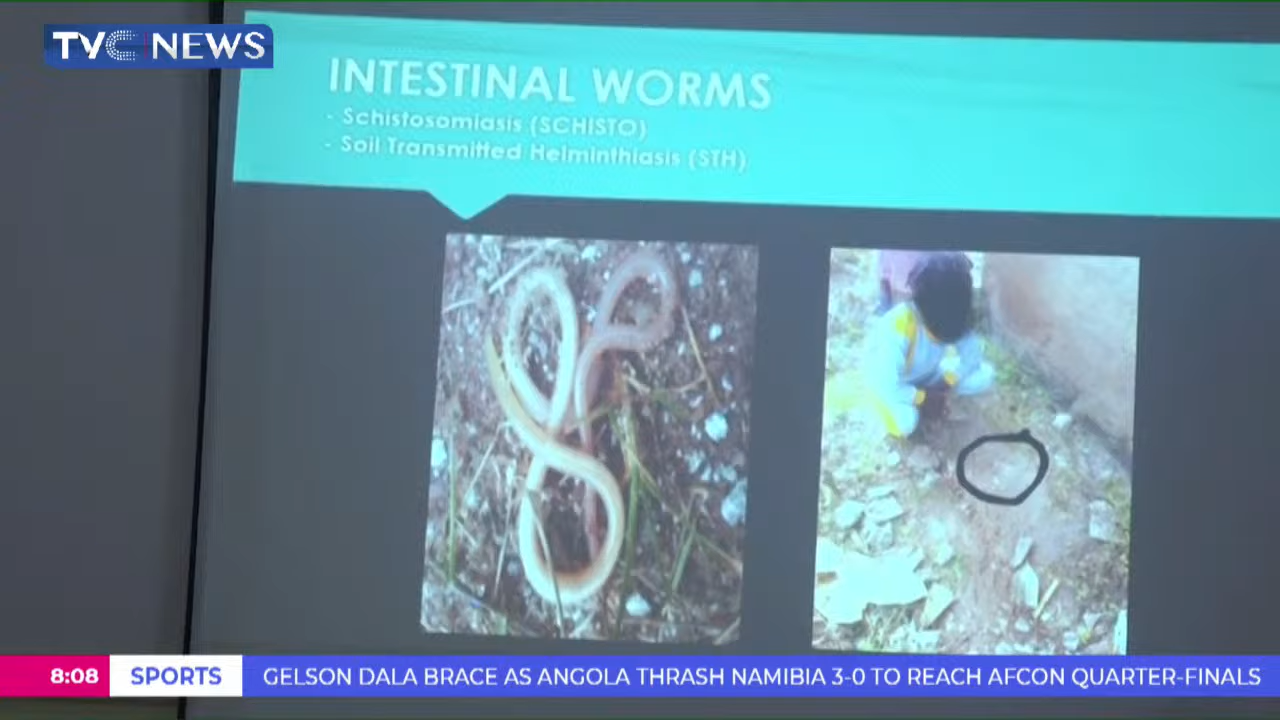 TVC NEWS
INTESTINAL WORMS
- Schistosomiasis (SCHISTO)
- Soil Transmitted Helminthiasis (STH)
8:08 SPORTS GELSON DALA BRACE AS ANGOLA THRASH NAMIBIA 3-0 TO REACH AFCON QUARTER-FINALS